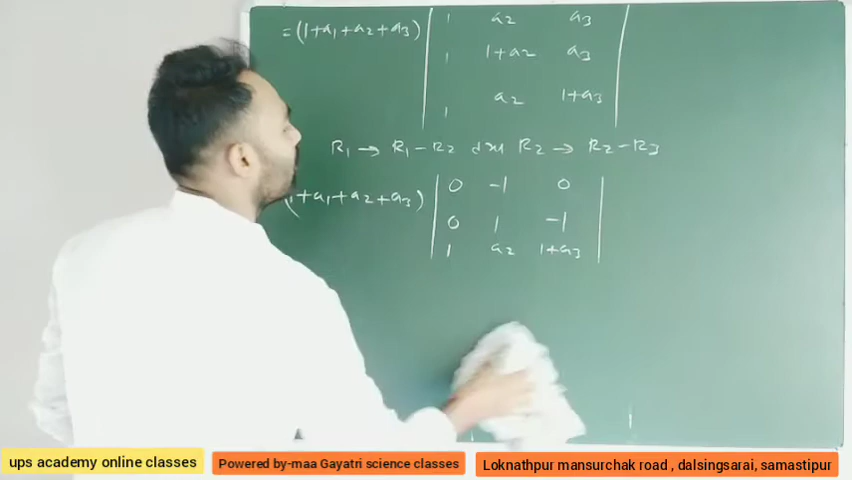 = (1+a₁+a₂+a₃) | 1 a₂ a₃ |
| 1 1+a₂ a₃ |
| 1 a₂ 1+a₃ |
R₁ → R₁-R₂ तथा R₂ → R₂-R₃
(1+a₁+a₂+a₃) | 0 -1 0 |
| 0 1 -1 |
| 1 a₂ 1+a₃ |
ups academy online classes
Powered by-maa Gayatri science classes
Loknathpur mansurchak road , dalsingsarai, samastipur